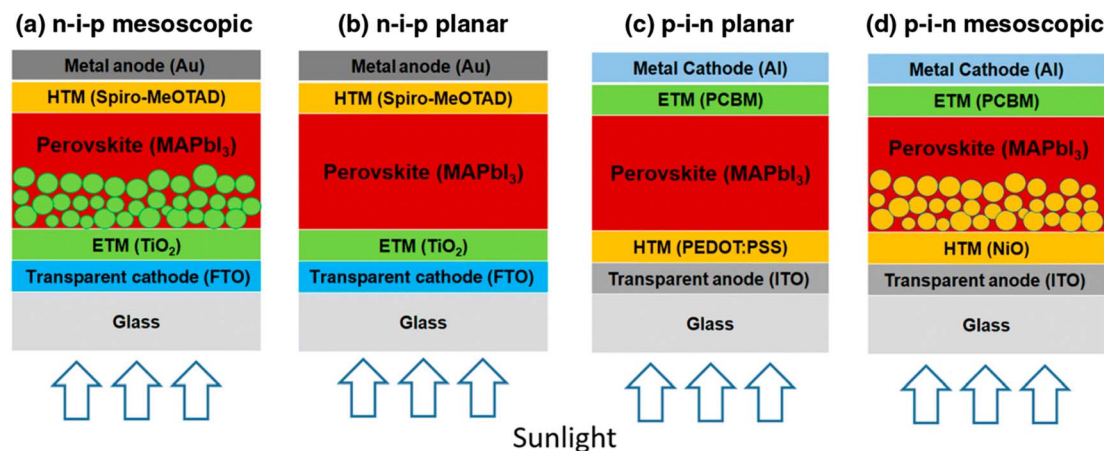 (a) n-i-p mesoscopic
Metal anode (Au)
HTM (Spiro-MeOTAD)
Perovskite (MAPbI₃)
ETM (TiO₂)
Transparent cathode (FTO)
Glass
(b) n-i-p planar
Metal anode (Au)
HTM (Spiro-MeOTAD)
Perovskite (MAPbI₃)
ETM (TiO₂)
Transparent cathode (FTO)
Glass
(c) p-i-n planar
Metal Cathode (Al)
ETM (PCBM)
Perovskite (MAPbI₃)
HTM (PEDOT:PSS)
Transparent anode (ITO)
Glass
(d) p-i-n mesoscopic
Metal Cathode (Al)
ETM (PCBM)
Perovskite (MAPbI₃)
HTM (NiO)
Transparent anode (ITO)
Glass
Sunlight